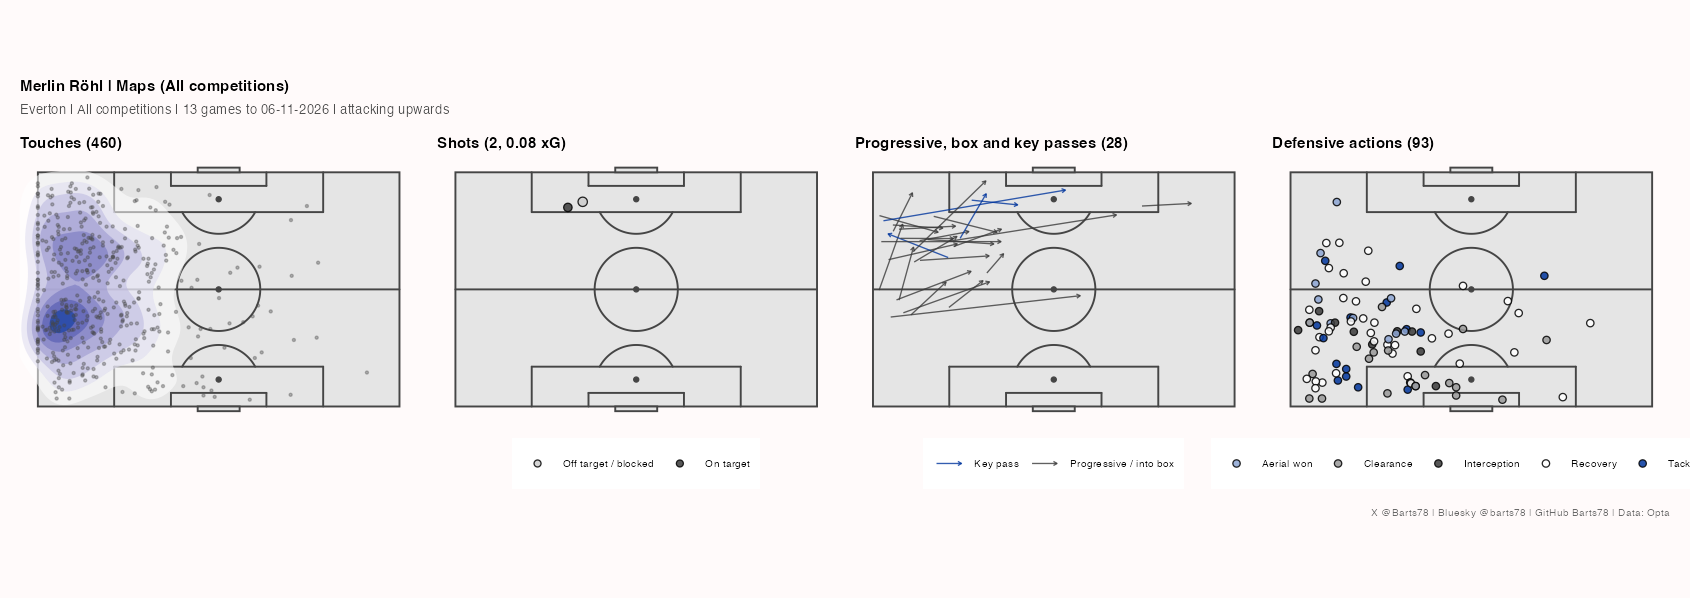 Merlin Röhl | Maps (All competitions)
Everton | All competitions | 13 games to 06-11-2026 | attacking upwards
Touches (460)
Shots (2, 0.08 xG)
Progressive, box and key passes (28)
Defensive actions (93)
Off target / blocked
On target
Key pass
Progressive / into box
Aerial won
Clearance
Interception
Recovery
Tack
X @Barts78 | Bluesky @barts78 | GitHub Barts78 | Data: Opta